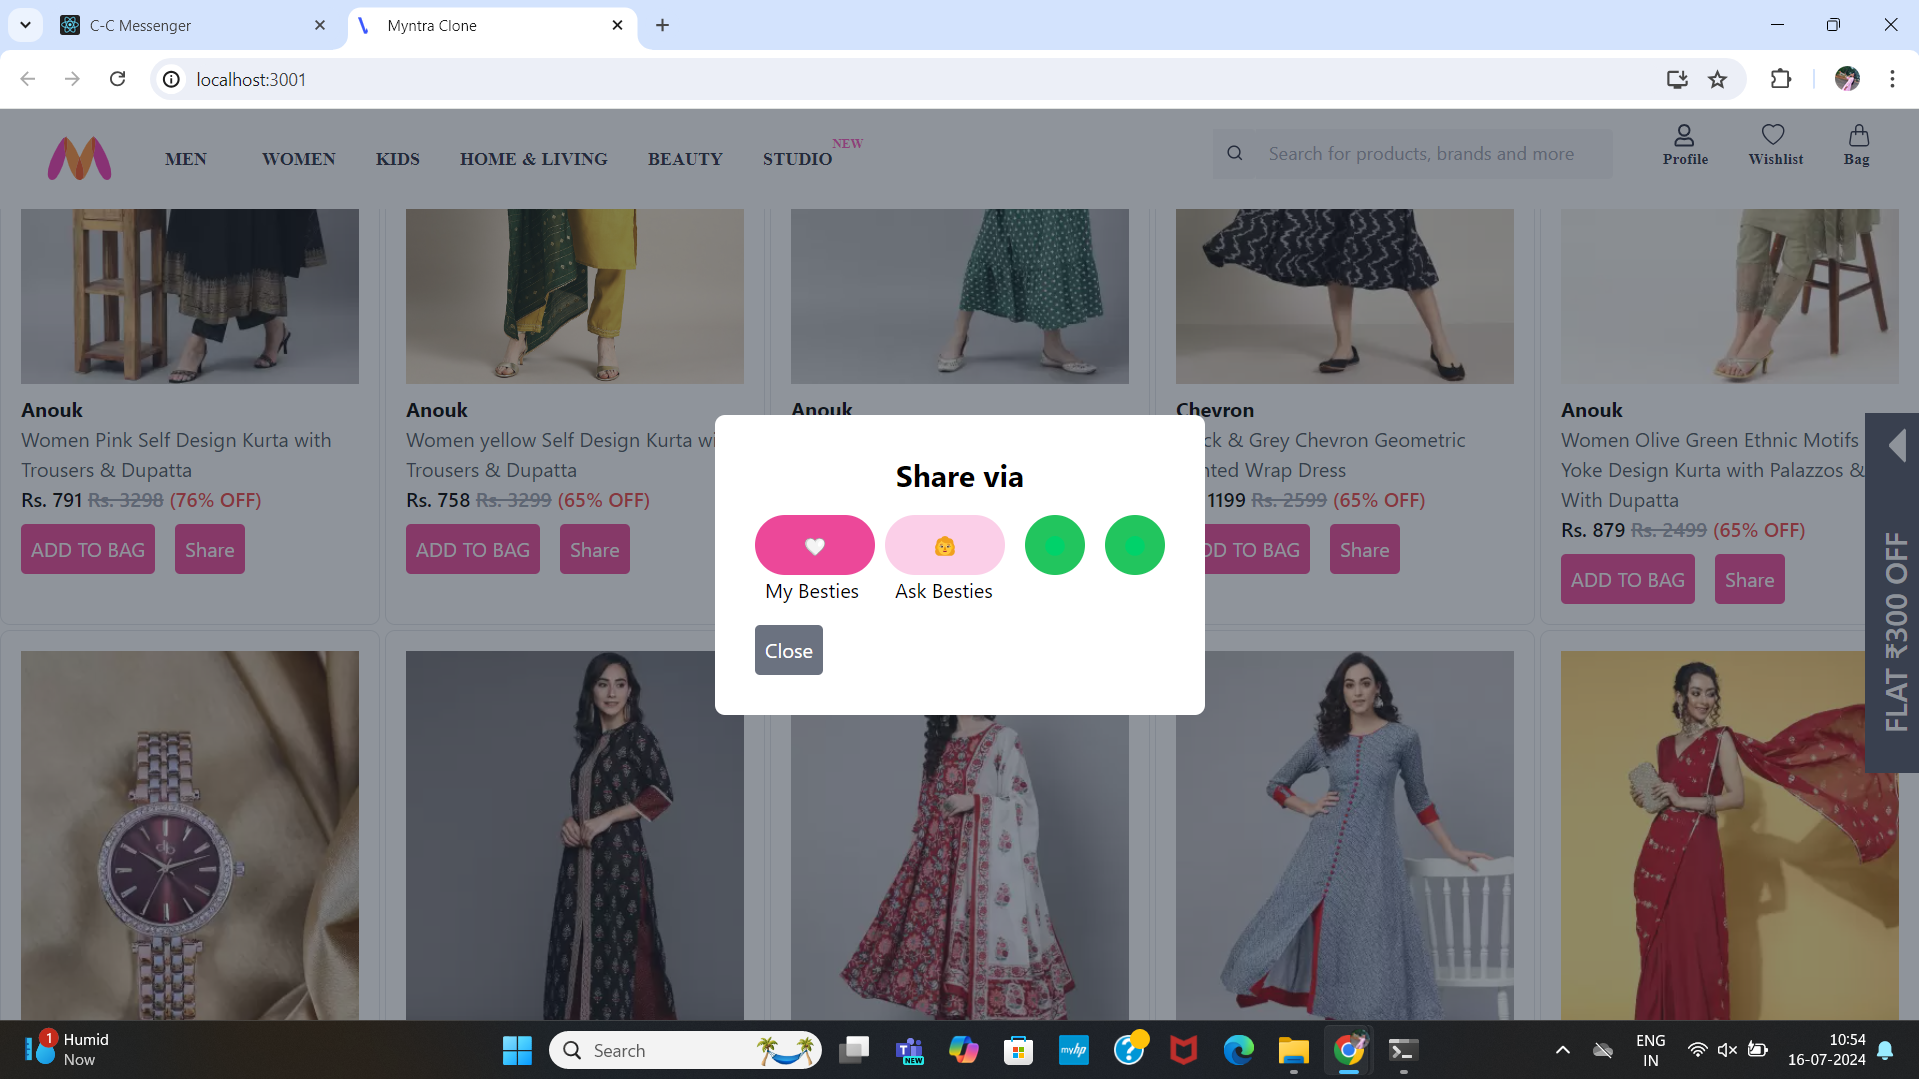 C-C Messenger
Myntra Clone
localhost:3001
MEN
WOMEN
KIDS
HOME & LIVING
BEAUTY
STUDIO
NEW
Search for products, brands and more
Profile
Wishlist
Bag
Anouk
Women Pink Self Design Kurta with
Trousers & Dupatta
Rs. 791 Rs. 3298 (76% OFF)
ADD TO BAG
Share
Anouk
Women yellow Self Design Kurta wi
Trousers & Dupatta
Rs. 758 Rs. 3299 (65% OFF)
ADD TO BAG
Share
Anouk
Chevron
ck & Grey Chevron Geometric
nted Wrap Dress
1199 Rs. 2599 (65% OFF)
DD TO BAG
Share
Anouk
Women Olive Green Ethnic Motifs
Yoke Design Kurta with Palazzos &
With Dupatta
Rs. 879 Rs. 2499 (65% OFF)
ADD TO BAG
Share
Share via
My Besties
Ask Besties
Close
FLAT ₹300 OFF
1
Humid
Now
Search
NEW
myhp
ENG
IN
10:54
16-07-2024